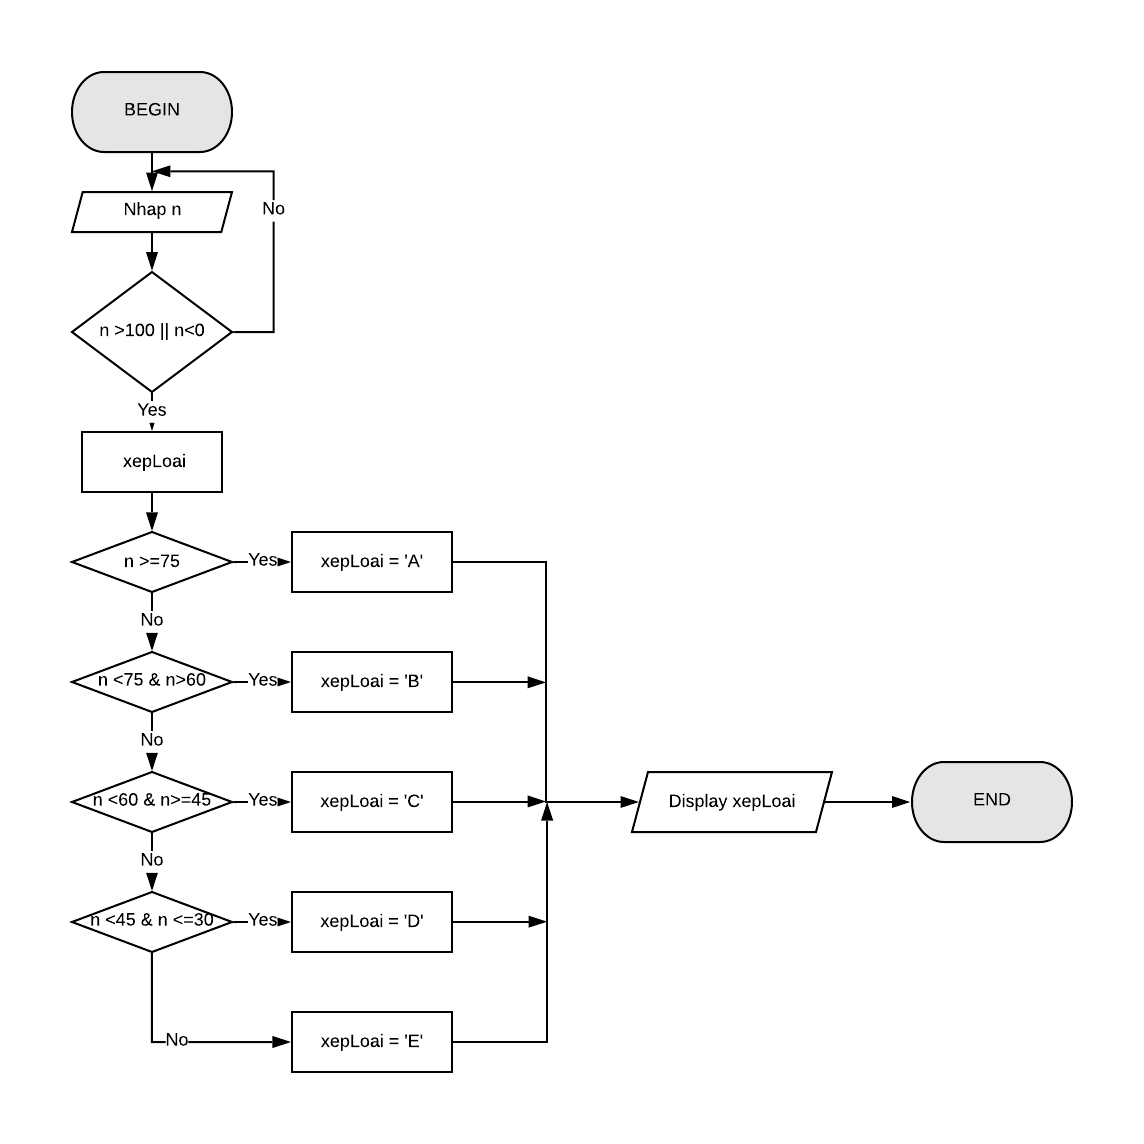 BEGIN
Nhap n
No
n >100 || n<0
Yes
xepLoai
n >=75
Yes
xepLoai = 'A'
No
n <75 & n>60
Yes
xepLoai = 'B'
No
n <60 & n>=45
Yes
xepLoai = 'C'
Display xepLoai
END
No
n <45 & n <=30
Yes
xepLoai = 'D'
No
xepLoai = 'E'